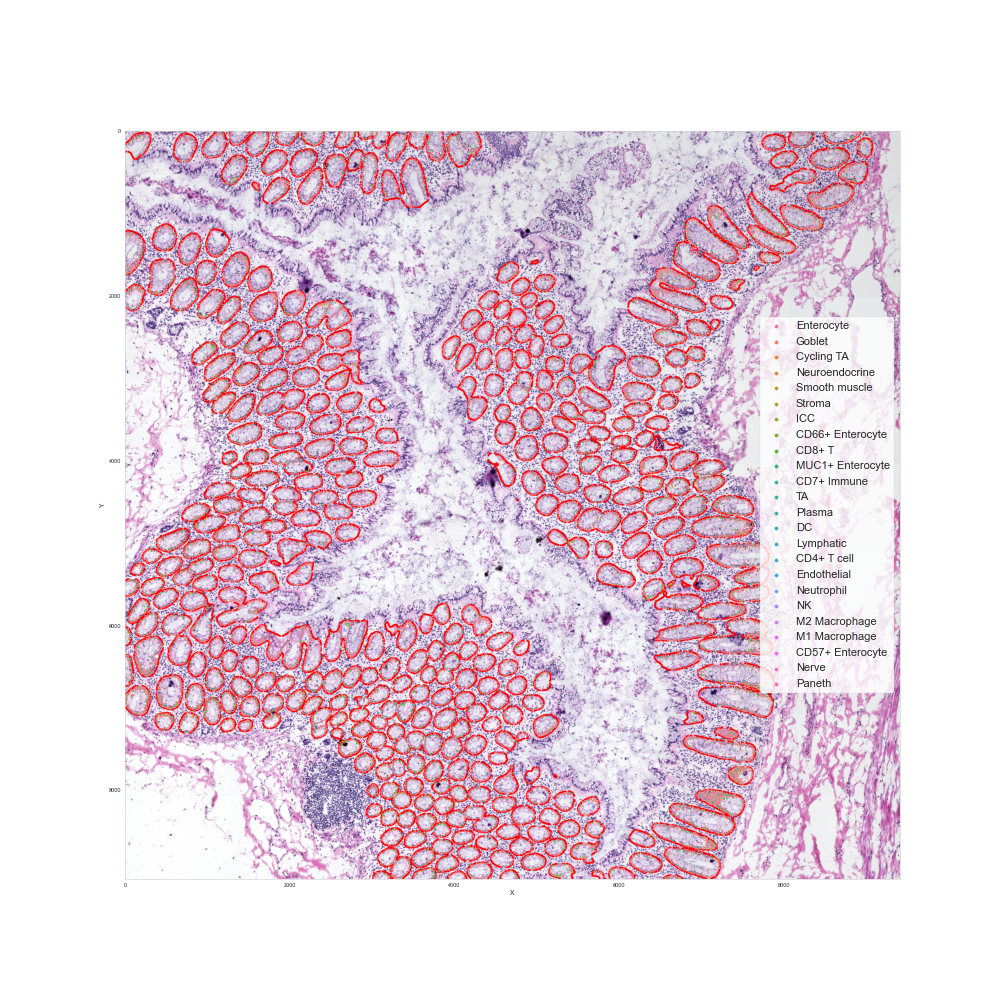 0
2000
4000
6000
8000
Y
0
2000
4000
6000
8000
X
Enterocyte
Goblet
Cycling TA
Neuroendocrine
Smooth muscle
Stroma
ICC
CD66+ Enterocyte
CD8+ T
MUC1+ Enterocyte
CD7+ Immune
TA
Plasma
DC
Lymphatic
CD4+ T cell
Endothelial
Neutrophil
NK
M2 Macrophage
M1 Macrophage
CD57+ Enterocyte
Nerve
Paneth